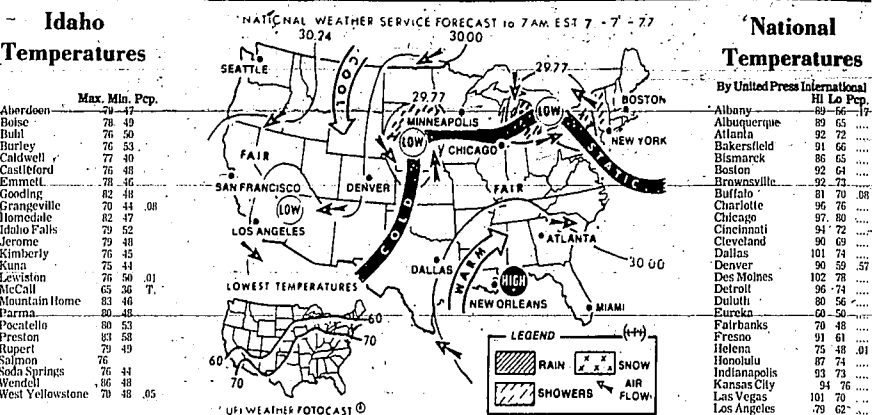 Idaho
Temperatures
Max. Min. Pcp.
Aberdeen 79 47
Boise 78 49
Buhl 76 50
Burley 76 53
Caldwell 77 40
Castleford 76 48
Emmett 78 46
Gooding 82 48
Grangeville 70 44 .08
Homedale 82 47
Idaho Falls 79 52
Jerome 79 48
Kimberly 76 45
Kuna 75 44
Lewiston 76 50 .01
McCall 65 36 T.
Mountain Home 83 46
Parma 80 48
Pocatello 80 53
Preston 83 58
Rupert 79 49
Salmon 76
Soda Springs 76 44
Wendell 86 48
West Yellowstone 70 48 .05
NATIONAL WEATHER SERVICE FORECAST to 7 AM EST 7 - 7 - 77
30.24
30.00
SEATTLE
COOL
29.77
29.77
MINNEAPOLIS
LOW
LOW
BOSTON
NEW YORK
CHICAGO
FAIR
SAN FRANCISCO
DENVER
LOW
FAIR
STATIC
LOS ANGELES
COLD
ATLANTA
DALLAS
WARM
30.00
HIGH
NEW ORLEANS
MIAMI
LOWEST TEMPERATURES
60
70
60
70
LEGEND
RAIN
SNOW
SHOWERS
AIR
FLOW
UPI WEATHER FOTOCAST ®
National
Temperatures
By United Press International
Hi Lo Pcp.
Albany 89 56 .17
Albuquerque 89 65 ....
Atlanta 92 72 ....
Bakersfield 91 66 ....
Bismarck 86 65 ....
Boston 92 64 ....
Brownsville 92 73 ....
Buffalo 81 70 .08
Charlotte 96 76 ....
Chicago 97 80 ....
Cincinnati 94 72 ....
Cleveland 90 69 ....
Dallas 101 74 ....
Denver 90 59 .57
Des Moines 102 78 ....
Detroit 96 74 ....
Duluth 80 56 ....
Eureka 60 50 ....
Fairbanks 70 48 ....
Fresno 91 61 ....
Helena 75 48 .01
Honolulu 87 74 ....
Indianapolis 93 73 ....
Kansas City 94 76 ....
Las Vegas 101 70 ....
Los Angeles 79 62 ....